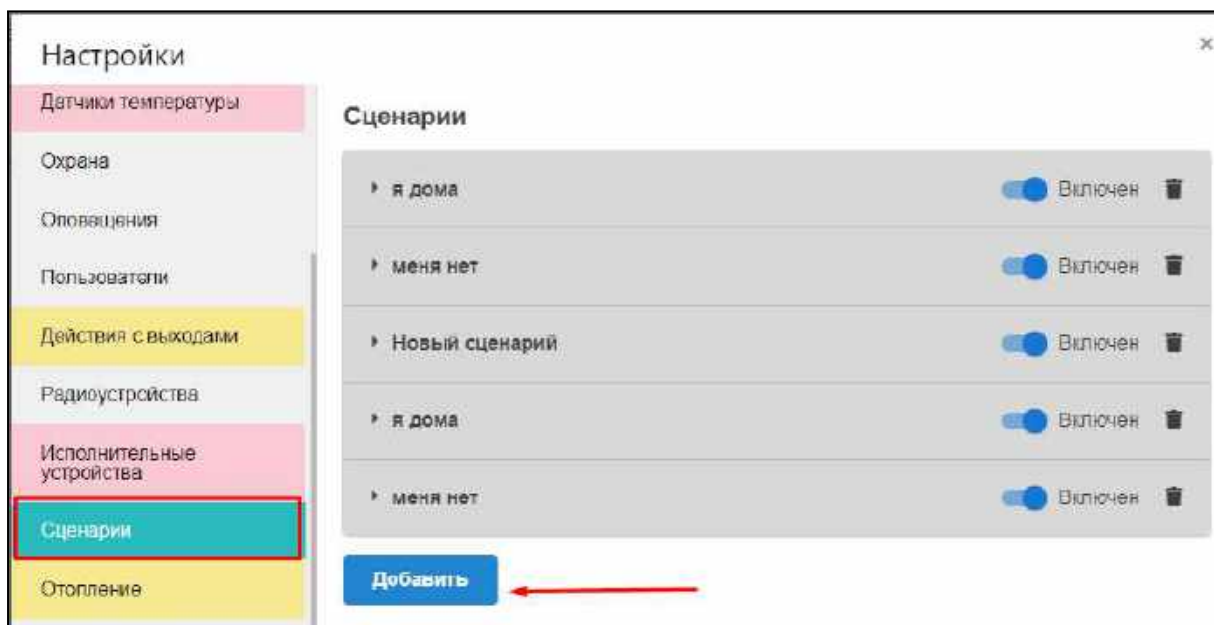 Настройки
Датчики температуры
Охрана
Оповещения
Пользователи
Действия с выходами
Радиоустройства
Исполнительные
устройства
Сценарии
Отопление
Сценарии
я дома Включен
меня нет Включен
Новый сценарий Включен
я дома Включен
меня нет Включен
Добавить